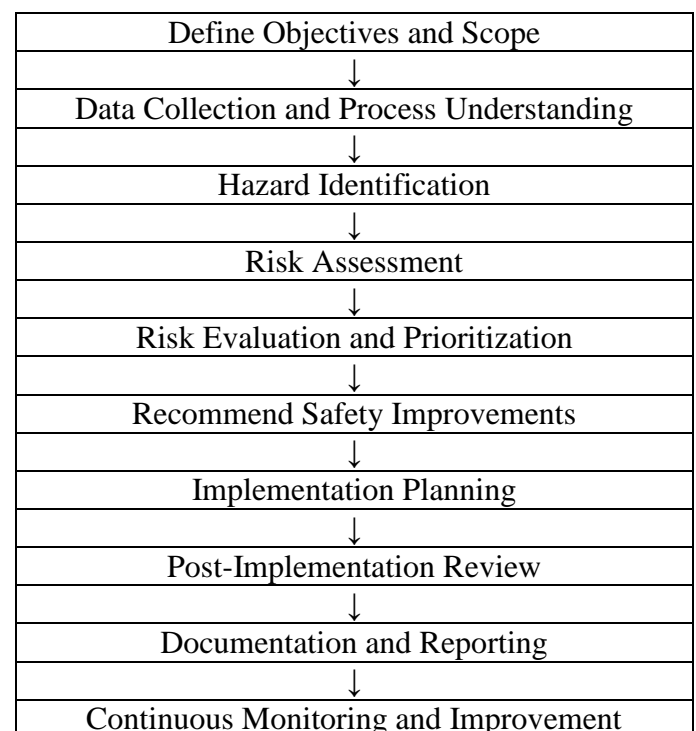 Define Objectives and Scope
↓
Data Collection and Process Understanding
↓
Hazard Identification
↓
Risk Assessment
↓
Risk Evaluation and Prioritization
↓
Recommend Safety Improvements
↓
Implementation Planning
↓
Post-Implementation Review
↓
Documentation and Reporting
↓
Continuous Monitoring and Improvement